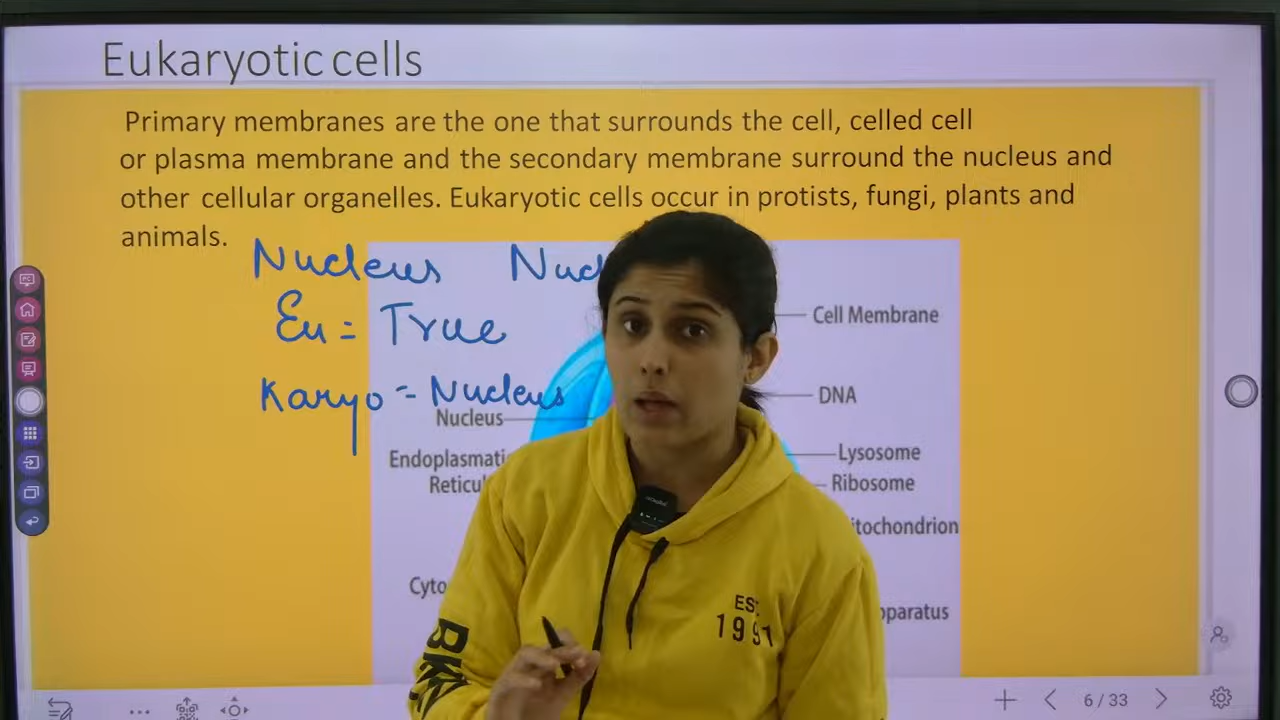 Eukaryotic cells
Primary membranes are the one that surrounds the cell, celled cell
or plasma membrane and the secondary membrane surround the nucleus and
other cellular organelles. Eukaryotic cells occur in protists, fungi, plants and
animals.
Nucleus
Eu = True
Karyo - Nucleus
Cell Membrane
DNA
Nucleus
Lysosome
Ribosome
EST.
1991
6 / 33